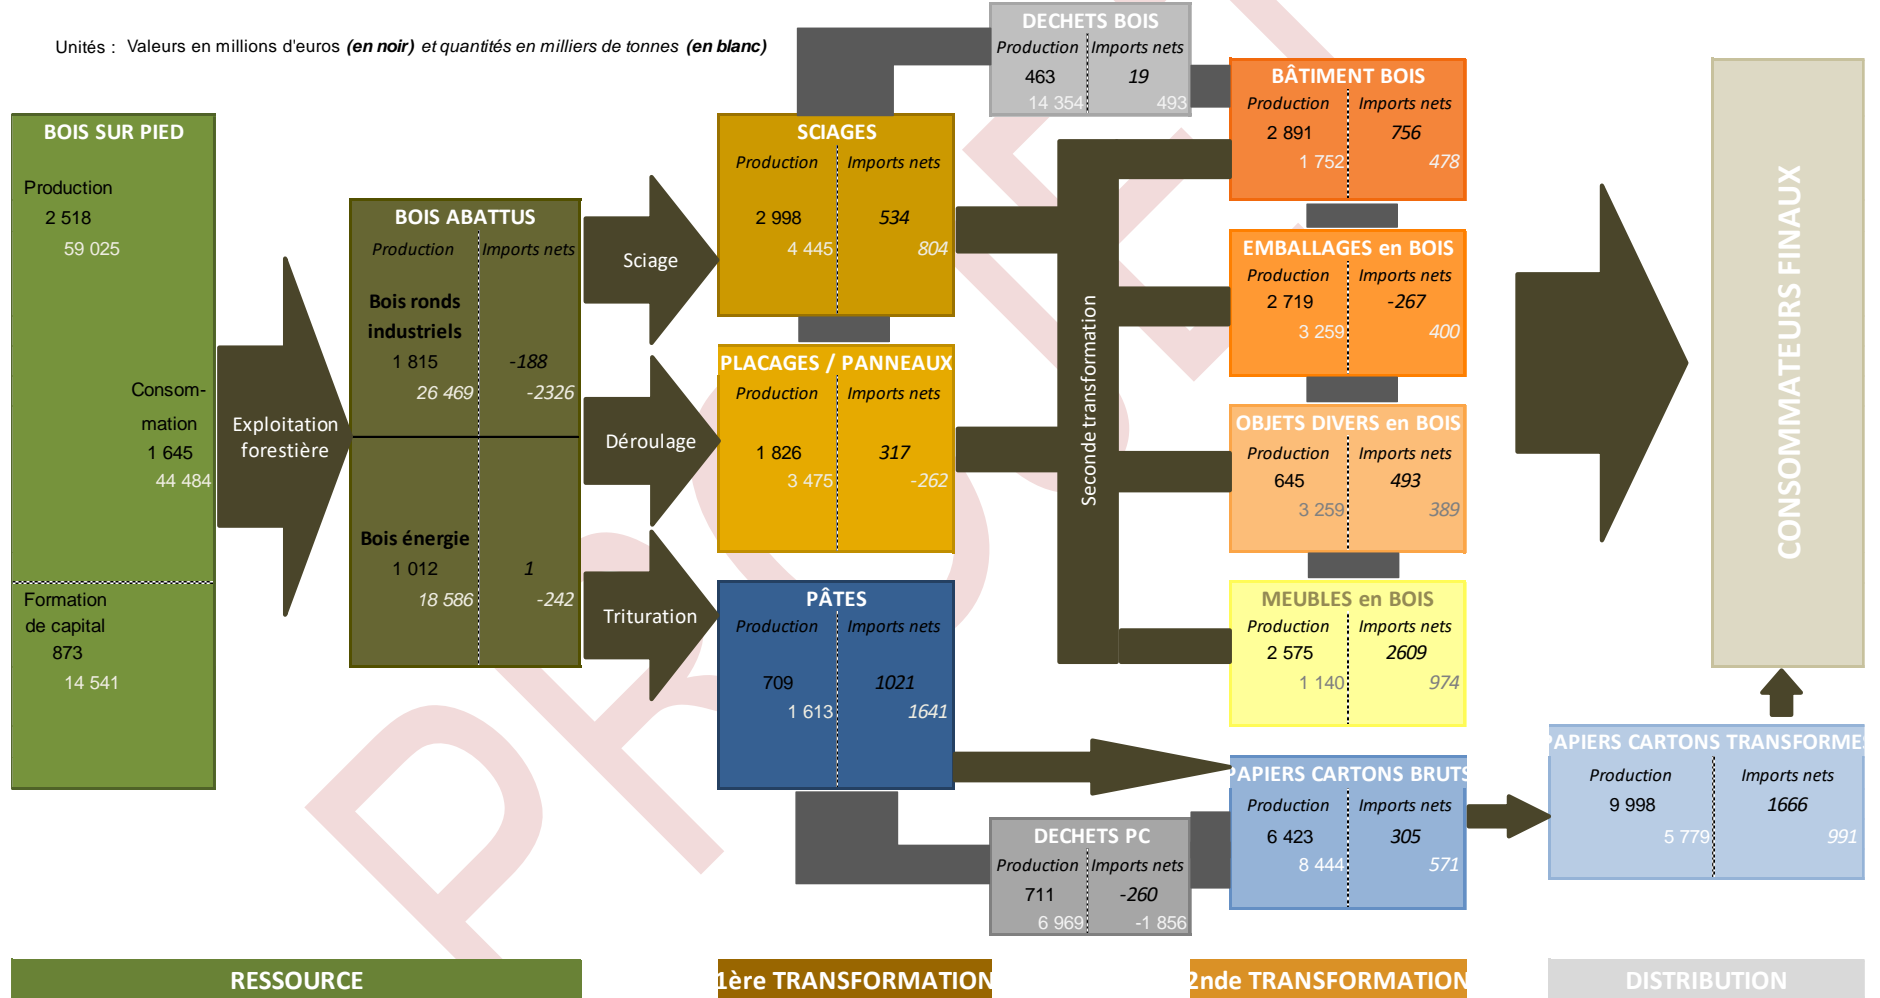 Unités : Valeurs en millions d'euros (en noir) et quantités en milliers de tonnes (en blanc)
BOIS SUR PIED
Production
2 518
59 025
Consom-
mation
1 645
44 484
Formation
de capital
873
14 541
Exploitation
forestière
BOIS ABATTUS
Production Imports nets
Bois ronds
industriels
1 815 -188
26 469 -2326
Bois énergie
1 012 1
18 586 -242
Sciage
Déroulage
Trituration
SCIAGES
Production Imports nets
2 998 534
4 445 804
PLACAGES / PANNEAUX
Production Imports nets
1 826 317
3 475 -262
PÂTES
Production Imports nets
709 1021
1 613 1641
DECHETS BOIS
Production Imports nets
463 19
14 354 493
Seconde transformation
DECHETS PC
Production Imports nets
711 -260
6 969 -1 856
BÂTIMENT BOIS
Production Imports nets
2 891 756
1 752 478
EMBALLAGES en BOIS
Production Imports nets
2 719 -267
3 259 400
OBJETS DIVERS en BOIS
Production Imports nets
645 493
3 259 389
MEUBLES en BOIS
Production Imports nets
2 575 2609
1 140 974
PAPIERS CARTONS BRUTS
Production Imports nets
6 423 305
8 444 571
CONSOMMATEURS FINAUX
PAPIERS CARTONS TRANSFORME
Production Imports nets
9 998 1666
5 779 991
RESSOURCE
1ère TRANSFORMATION
2nde TRANSFORMATION
DISTRIBUTION